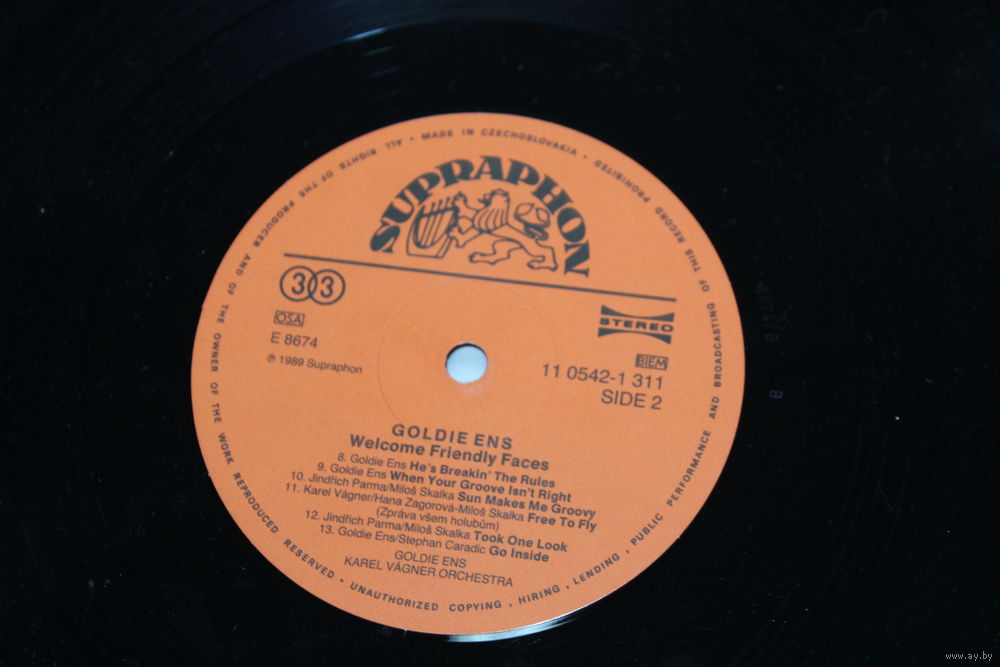 ALL RIGHTS OF THE PRODUCER AND OF THE OWNER OF THE WORK REPRODUCED RESERVED • UNAUTHORIZED COPYING, HIRING, LENDING, PUBLIC PERFORMANCE AND BROADCASTING OF THIS RECORD PROHIBITED • MADE IN CZECHOSLOVAKIA •
SUPRAPHON
33
STEREO
OSA
BIEM
E 8674
11 0542-1 311
℗ 1989 Supraphon
SIDE 2
GOLDIE ENS
Welcome Friendly Faces
8. Goldie Ens He's Breakin' The Rules
9. Goldie Ens When Your Groove Isn't Right
10. Jindřich Parma/Miloš Skalka Sun Makes Me Groovy
11. Karel Vágner/Hana Zagorová-Miloš Skalka Free To Fly
(Zpráva všem holubům)
12. Jindřich Parma/Miloš Skalka Took One Look
13. Goldie Ens/Stephan Caradic Go Inside
GOLDIE ENS
KAREL VÁGNER ORCHESTRA
www.ay.by